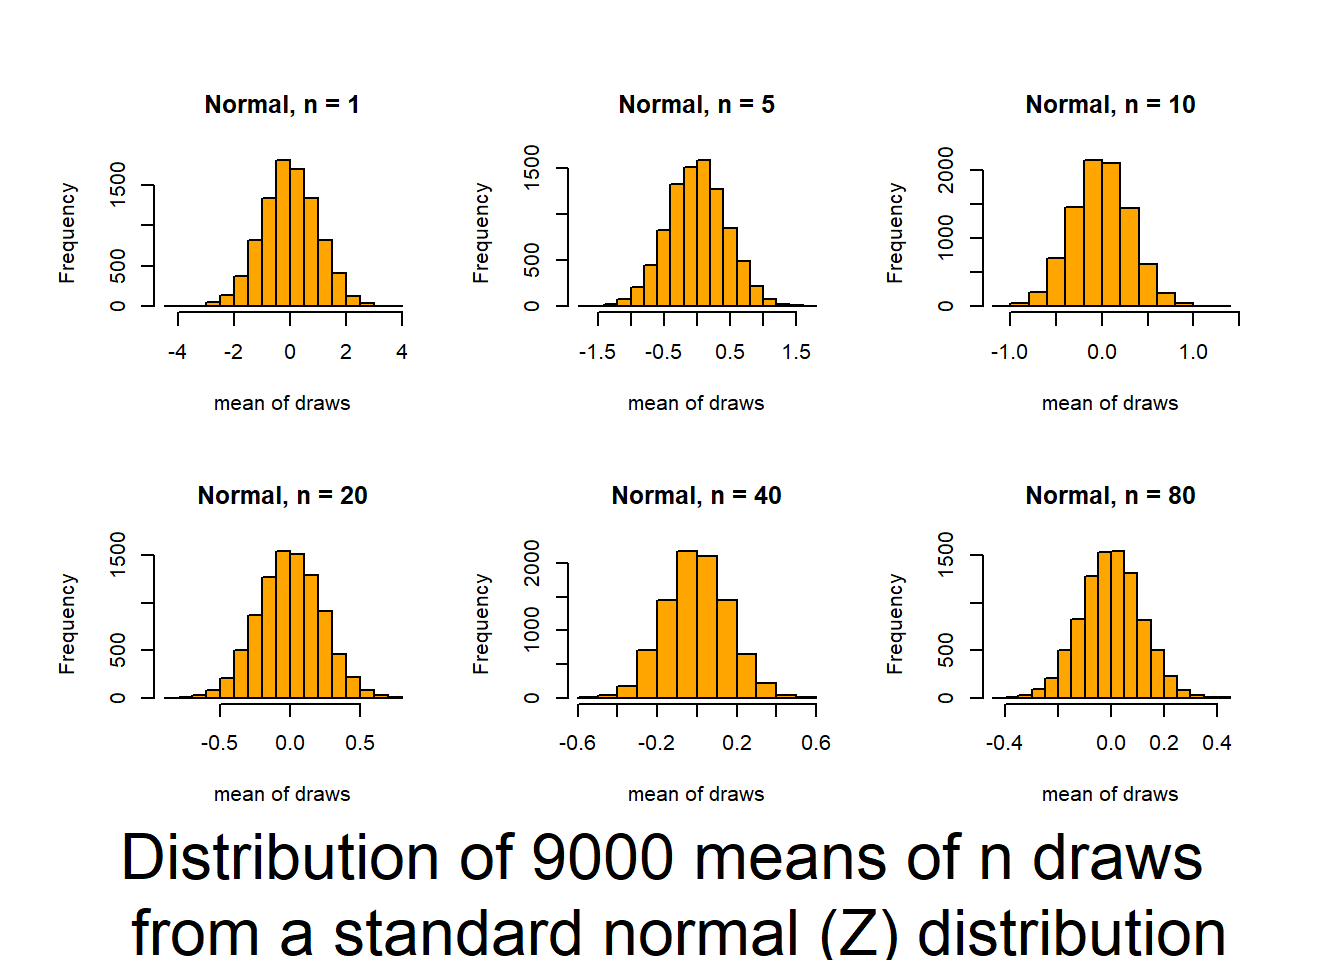 Normal, n = 1
Frequency
0 500 1500
-4 -2 0 2 4
mean of draws
Normal, n = 5
Frequency
0 500 1500
-1.5 -0.5 0.5 1.5
mean of draws
Normal, n = 10
Frequency
0 1000 2000
-1.0 0.0 1.0
mean of draws
Normal, n = 20
Frequency
0 500 1500
-0.5 0.0 0.5
mean of draws
Normal, n = 40
Frequency
0 1000 2000
-0.6 -0.2 0.2 0.6
mean of draws
Normal, n = 80
Frequency
0 500 1500
-0.4 0.0 0.2 0.4
mean of draws
Distribution of 9000 means of n draws
from a standard normal (Z) distribution